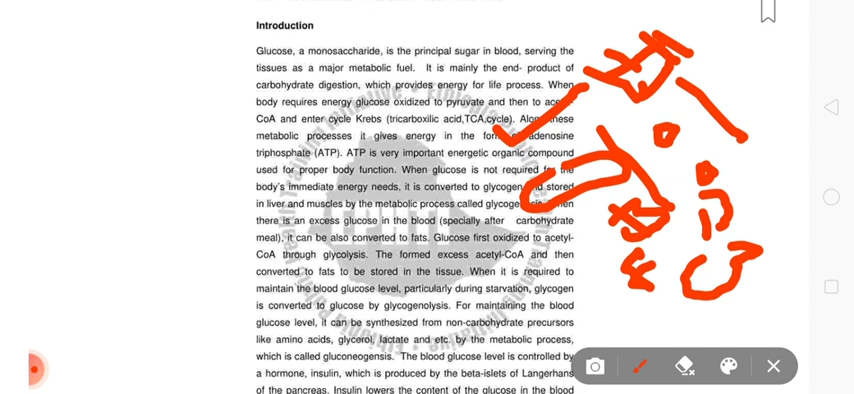 Introduction
Glucose, a monosaccharide, is the principal sugar in blood, serving the
tissues as a major metabolic fuel. It is mainly the end- product of
carbohydrate digestion, which provides energy for life process. When
body requires energy glucose oxidized to pyruvate and then to
CoA and enter cycle Krebs (tricarboxilic acid,TCA,cycle). these
metabolic processes it gives energy in the adenosine
triphosphate (ATP). ATP is very important energetic organic compound
used for proper body function. When glucose is not required the
body's immediate energy needs, it is converted to glycogen stored
in liver and muscles by the metabolic process called
there is an excess glucose in the blood (specially after carbohydrate
meal), it can be also converted to fats. Glucose first oxidized to acetyl-
CoA through glycolysis. The formed excess acetyl-CoA and then
converted to fats to be stored in the tissue. When it is required to
maintain the blood glucose level, particularly during starvation, glycogen
is converted to glucose by glycogenolysis. For maintaining the blood
glucose level, it can be synthesized from non-carbohydrate precursors
like amino acids, glycerol, lactate and etc. by the metabolic process,
which is called gluconeogensis. The blood glucose level is controlled by
a hormone, insulin, which is produced by the beta-islets of Langerhans
of the pancreas. Insulin lowers the content of the glucose in the blood
EPHTI